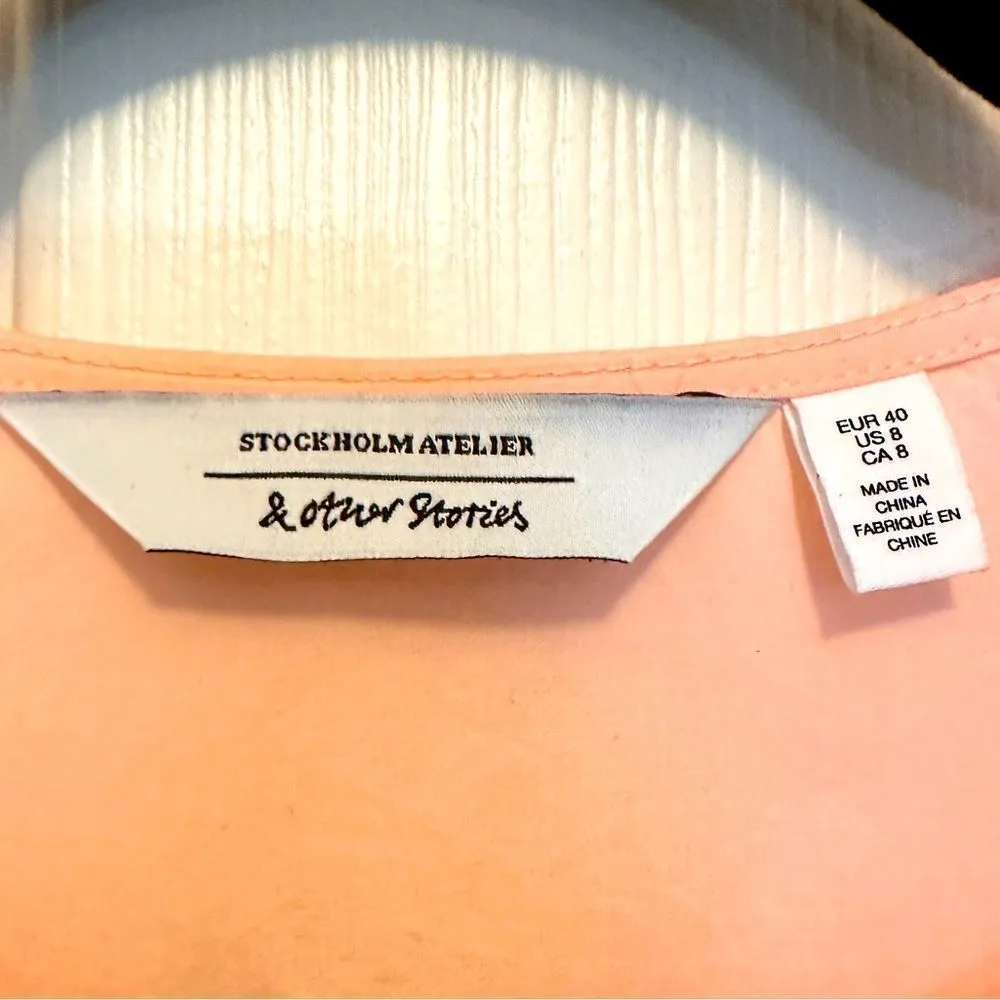 STOCKHOLM ATELIER
& other Stories
EUR 40
US 8
CA 8
MADE IN
CHINA
FABRIQUÉ EN
CHINE